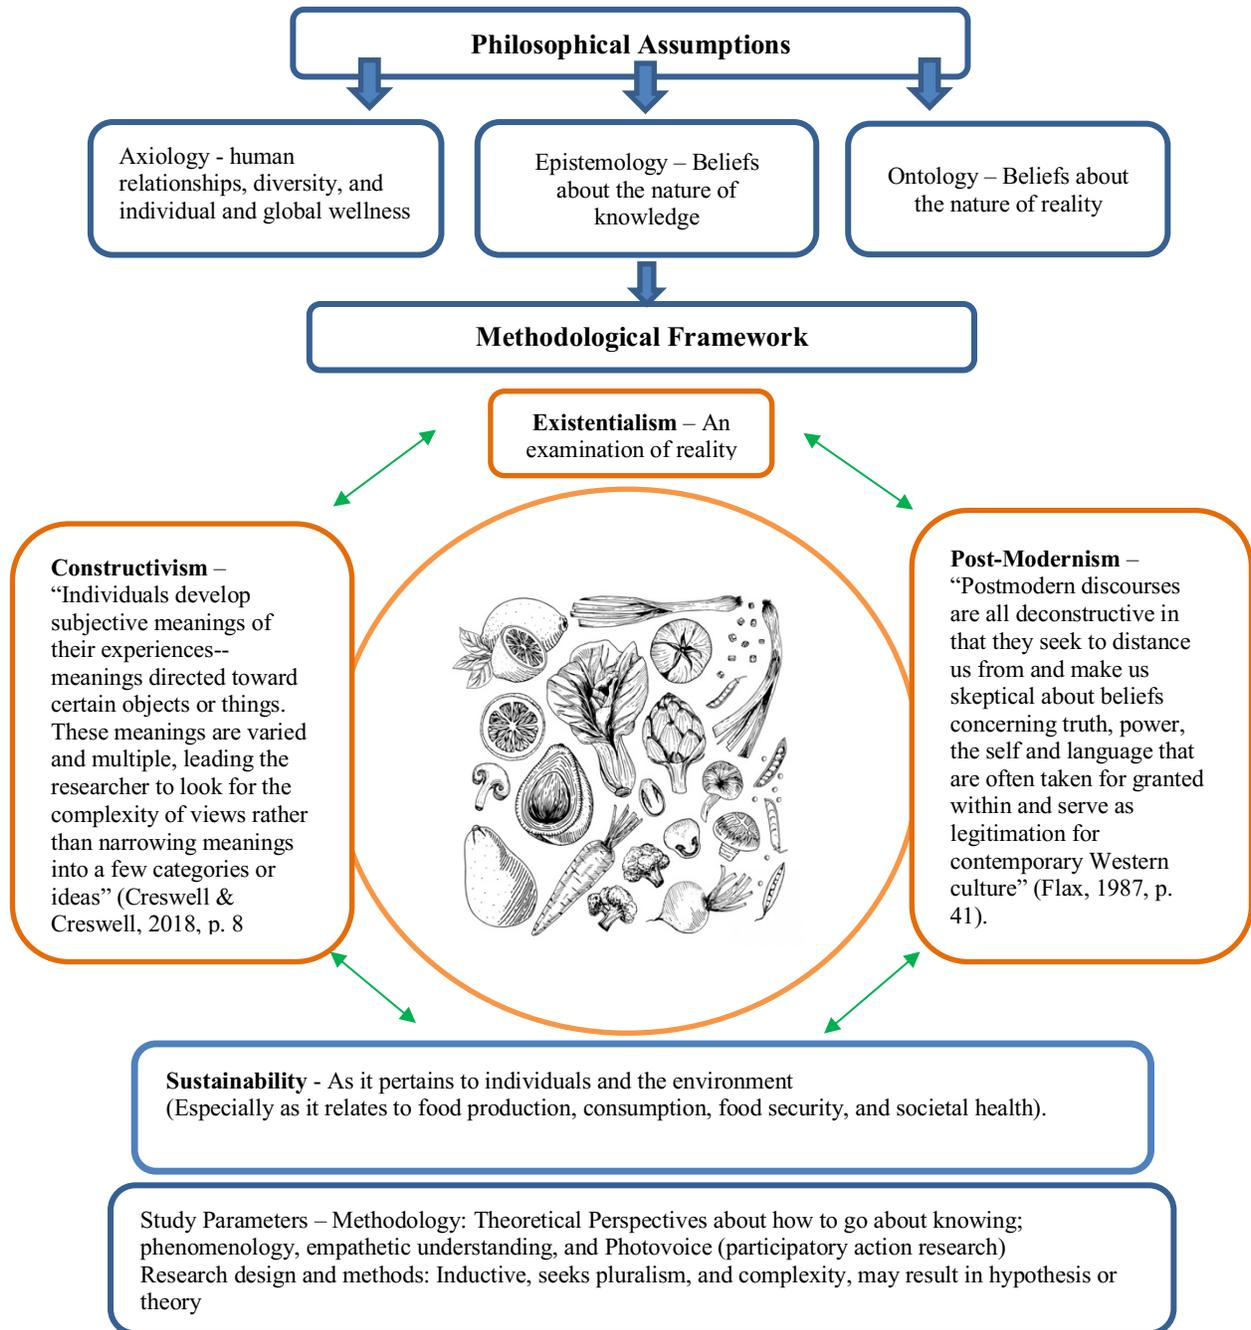 Philosophical Assumptions
Axiology - human
relationships, diversity, and
individual and global wellness
Epistemology – Beliefs
about the nature of
knowledge
Ontology – Beliefs about
the nature of reality
Methodological Framework
Existentialism – An
examination of reality
Constructivism –
“Individuals develop
subjective meanings of
their experiences--
meanings directed toward
certain objects or things.
These meanings are varied
and multiple, leading the
researcher to look for the
complexity of views rather
than narrowing meanings
into a few categories or
ideas” (Creswell &
Creswell, 2018, p. 8
Post-Modernism –
“Postmodern discourses
are all deconstructive in
that they seek to distance
us from and make us
skeptical about beliefs
concerning truth, power,
the self and language that
are often taken for granted
within and serve as
legitimation for
contemporary Western
culture” (Flax, 1987, p.
41).
Sustainability - As it pertains to individuals and the environment
(Especially as it relates to food production, consumption, food security, and societal health).
Study Parameters – Methodology: Theoretical Perspectives about how to go about knowing;
phenomenology, empathetic understanding, and Photovoice (participatory action research)
Research design and methods: Inductive, seeks pluralism, and complexity, may result in hypothesis or
theory